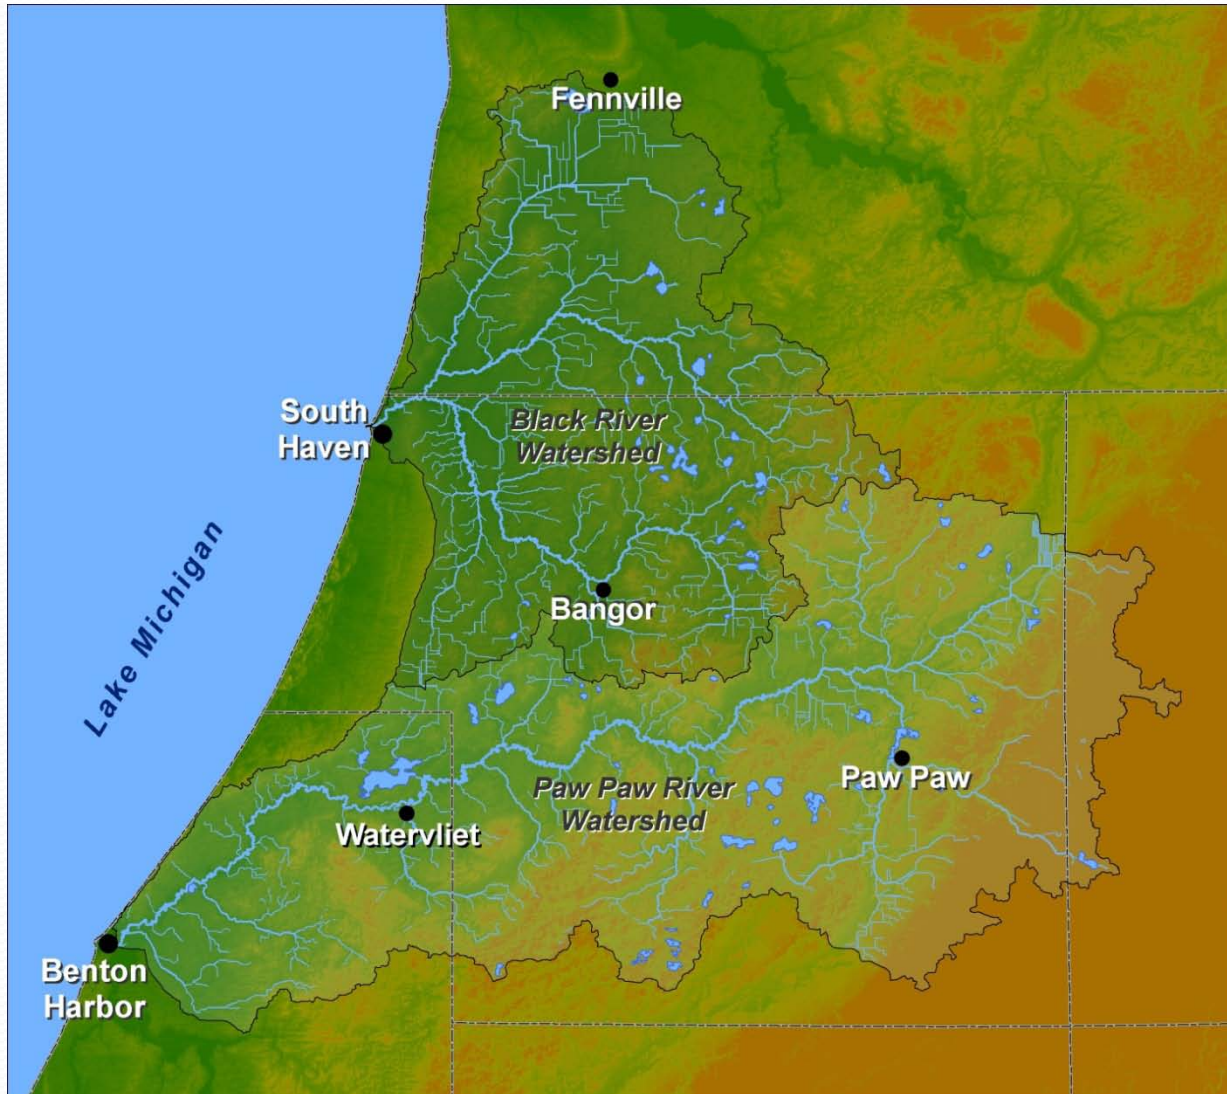 Fennville
South
Haven
Black River
Watershed
Lake Michigan
Bangor
Paw Paw
Paw Paw River
Watershed
Watervliet
Benton
Harbor